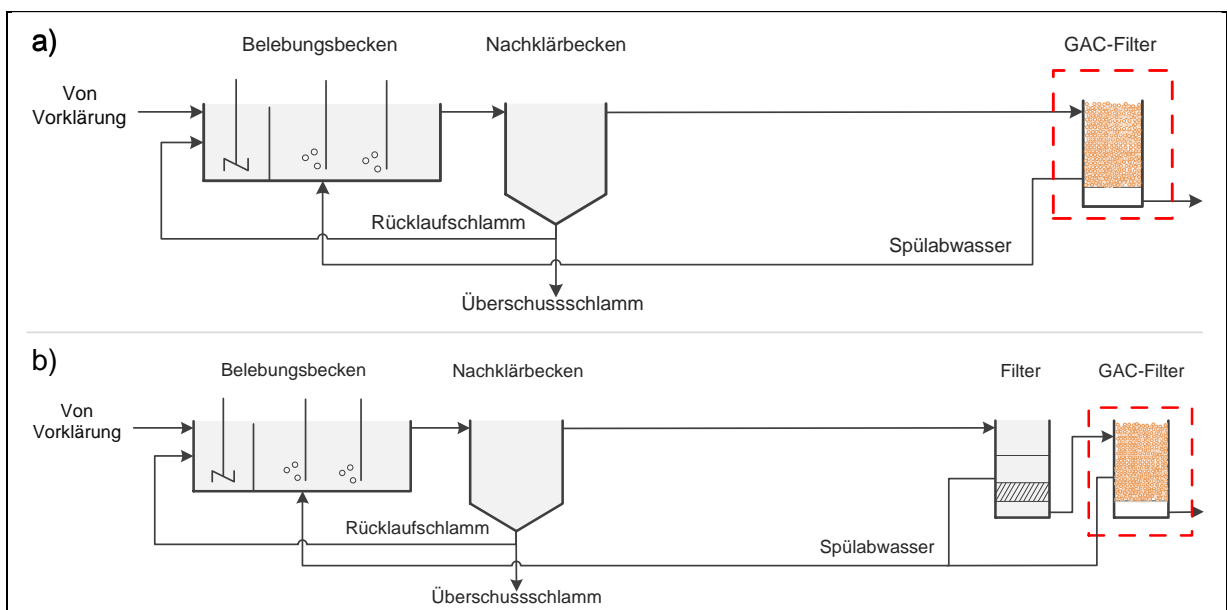 a)
Belebungsbecken
Nachklärbecken
GAC-Filter
Von
Vorklärung
Rücklaufschlamm
Spülabwasser
Überschussschlamm
b)
Belebungsbecken
Nachklärbecken
Filter
GAC-Filter
Von
Vorklärung
Rücklaufschlamm
Spülabwasser
Überschussschlamm